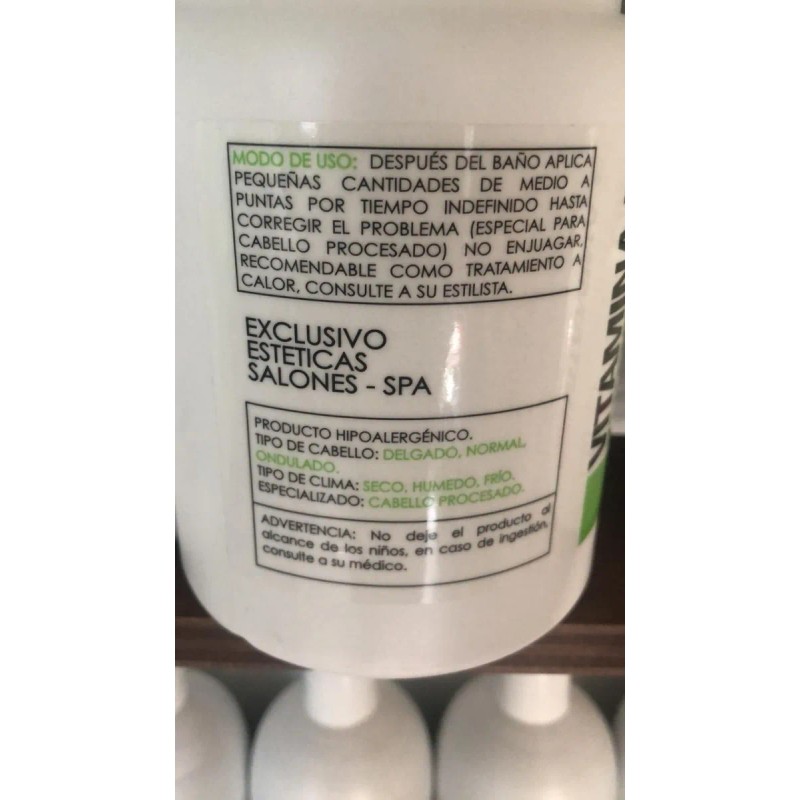 MODO DE USO: DESPUÉS DEL BAÑO APLICA
PEQUEÑAS CANTIDADES DE MEDIO A
PUNTAS POR TIEMPO INDEFINIDO HASTA
CORREGIR EL PROBLEMA (ESPECIAL PARA
CABELLO PROCESADO) NO ENJUAGAR,
RECOMENDABLE COMO TRATAMIENTO A
CALOR, CONSULTE A SU ESTILISTA.
EXCLUSIVO
ESTETICAS
SALONES - SPA
PRODUCTO HIPOALERGÉNICO.
TIPO DE CABELLO: DELGADO, NORMAL,
ONDULADO.
TIPO DE CLIMA: SECO, HUMEDO, FRÍO.
ESPECIALIZADO: CABELLO PROCESADO.
ADVERTENCIA: No deje el producto al
alcance de los niños, en caso de ingestión,
consulte a su médico.
VITAMINA